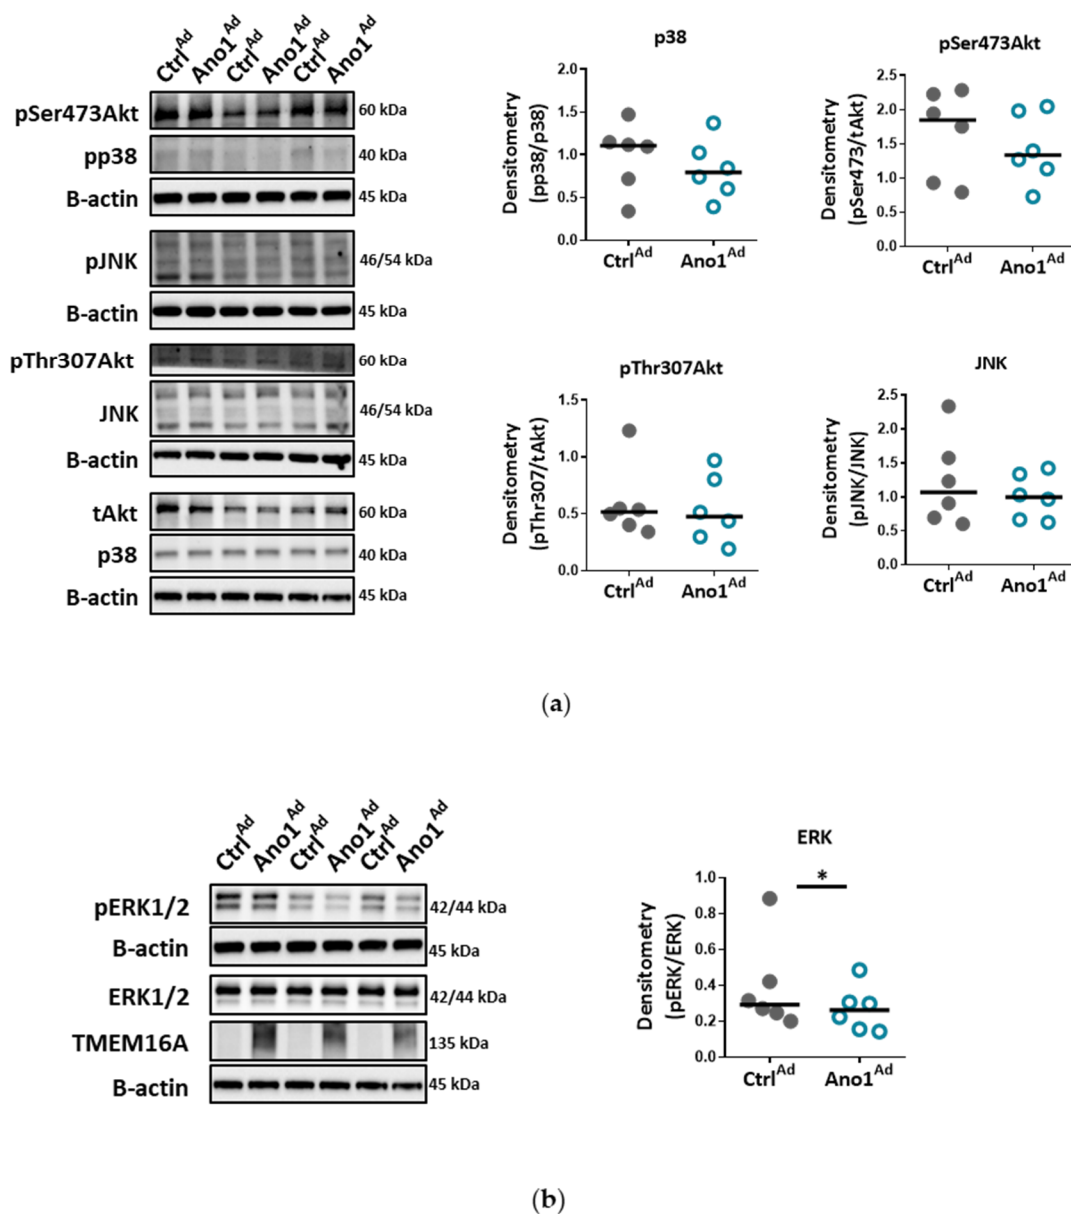 Ctrl^Ad Ano1^Ad Ctrl^Ad Ano1^Ad Ctrl^Ad Ano1^Ad
pSer473Akt 60 kDa
pp38 40 kDa
B-actin 45 kDa
pJNK 46/54 kDa
B-actin 45 kDa
pThr307Akt 60 kDa
JNK 46/54 kDa
B-actin 45 kDa
tAkt 60 kDa
p38 40 kDa
B-actin 45 kDa
p38
Densitometry
(pp38/p38)
2.0
1.5
1.0
0.5
0.0
Ctrl^Ad Ano1^Ad
pSer473Akt
Densitometry
(pSer473/tAkt)
2.5
2.0
1.5
1.0
0.5
0.0
Ctrl^Ad Ano1^Ad
pThr307Akt
Densitometry
(pThr307/tAkt)
1.5
1.0
0.5
0.0
Ctrl^Ad Ano1^Ad
JNK
Densitometry
(pJNK/JNK)
2.5
2.0
1.5
1.0
0.5
0.0
Ctrl^Ad Ano1^Ad
(a)
Ctrl^Ad Ano1^Ad Ctrl^Ad Ano1^Ad Ctrl^Ad Ano1^Ad
pERK1/2 42/44 kDa
B-actin 45 kDa
ERK1/2 42/44 kDa
TMEM16A 135 kDa
B-actin 45 kDa
ERK
Densitometry
(pERK/ERK)
1.0
0.8
0.6
0.4
0.2
0.0
*
Ctrl^Ad Ano1^Ad
(b)